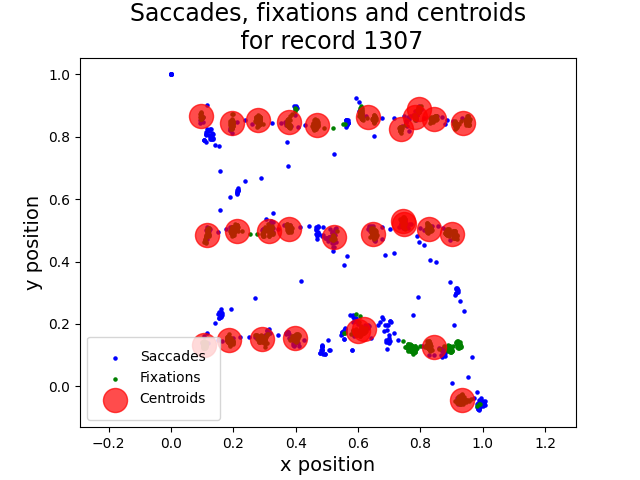 Saccades, fixations and centroids
for record 1307
y position
1.0
0.8
0.6
0.4
0.2
0.0
Saccades
Fixations
Centroids
−0.2 0.0 0.2 0.4 0.6 0.8 1.0 1.2
x position